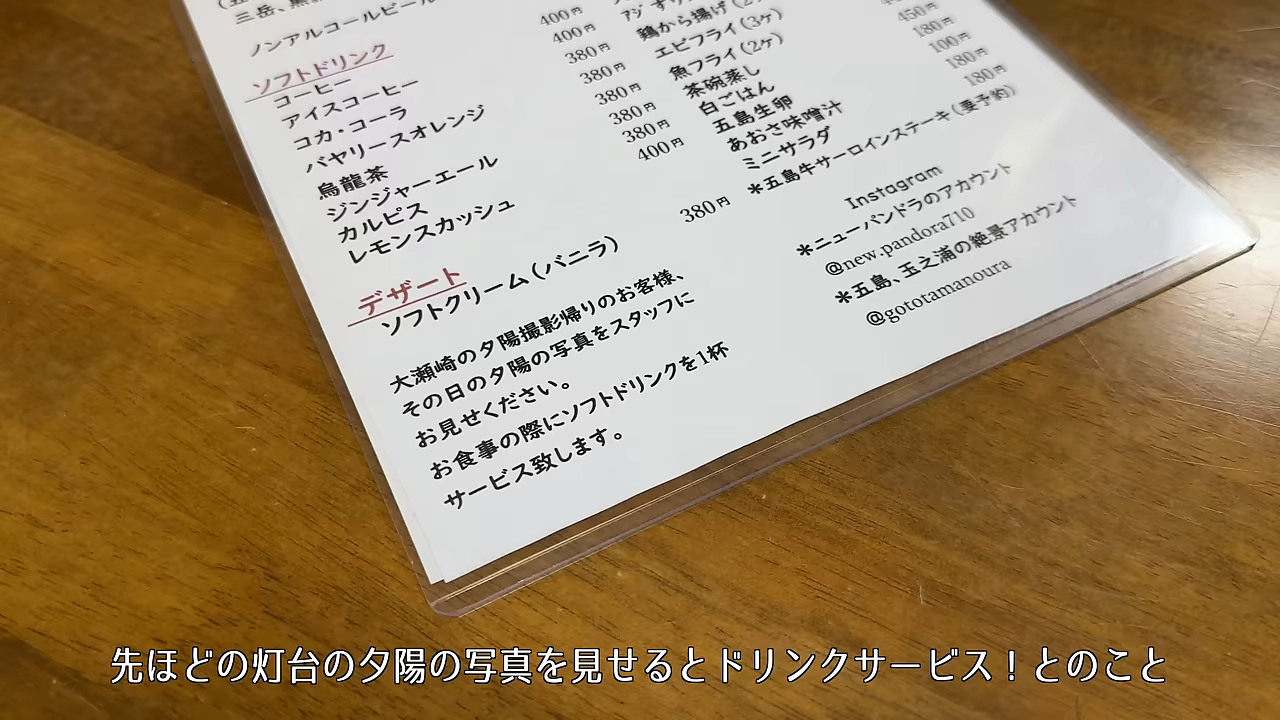 三岳、
ノンアルコールビール
ソフトドリンク
コーヒー 400円
アイスコーヒー 400円
コカ・コーラ 380円
バヤリースオレンジ 380円
烏龍茶 380円
ジンジャーエール 380円
カルピス 380円
レモンスカッシュ 400円
デザート
ソフトクリーム(バニラ) 380円
大瀬崎の夕陽撮影帰りのお客様、
その日の夕陽の写真をスタッフに
お見せください。
お食事の際にソフトドリンクを1杯
サービス致します。
鶏から揚げ
エビフライ(3ヶ)
魚フライ(2ヶ)
茶碗蒸し 450円
白ごはん 180円
五島生卵 100円
あおさ味噌汁 180円
ミニサラダ 180円
*五島牛サーロインステーキ(要予約)
Instagram
*ニューパンドラのアカウント
@new.pandora710
*五島、玉之浦の絶景アカウント
@gototamanoura
先ほどの灯台の夕陽の写真を見せるとドリンクサービス!とのこと